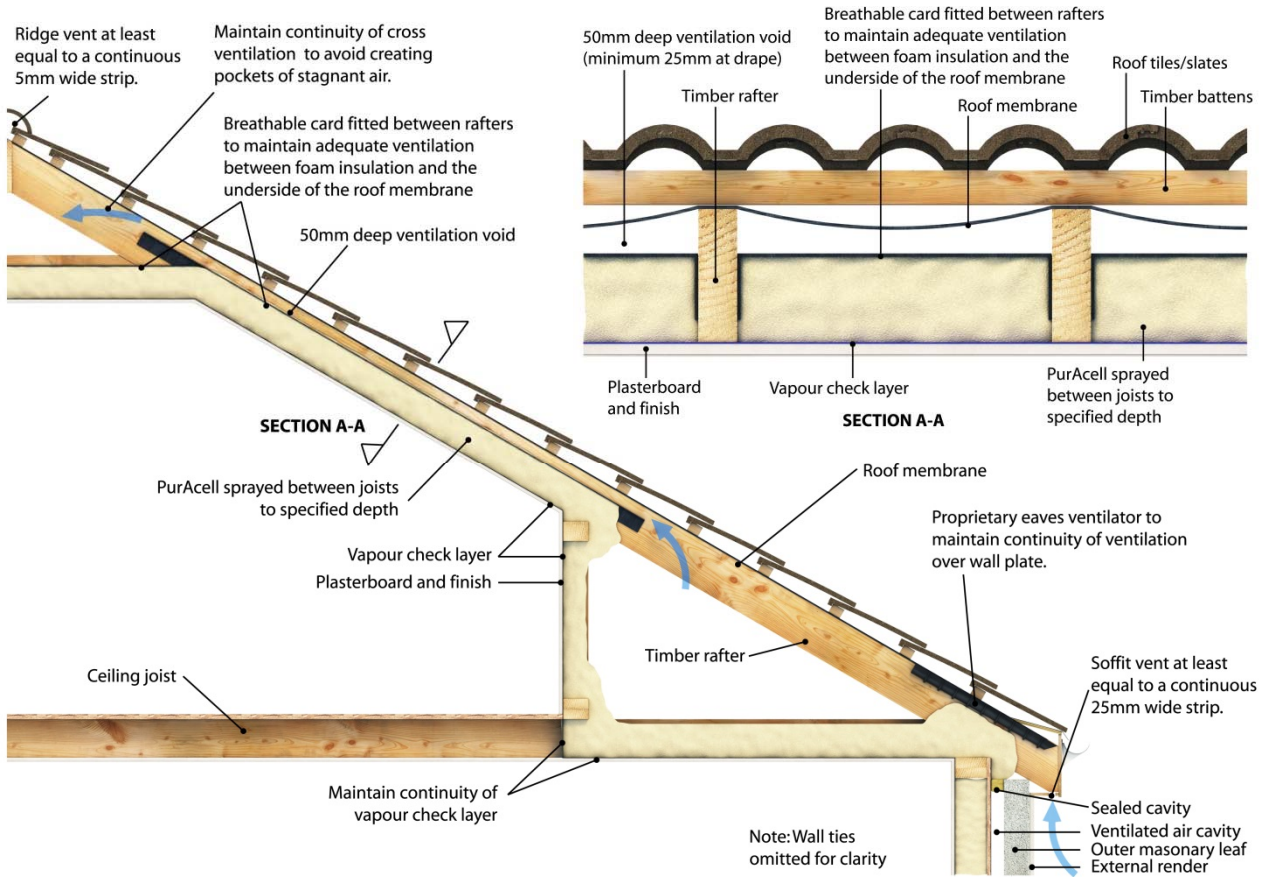 Ridge vent at least
equal to a continuous
5mm wide strip.
Maintain continuity of cross
ventilation to avoid creating
pockets of stagnant air.
Breathable card fitted between rafters
to maintain adequate ventilation
between foam insulation and the
underside of the roof membrane
50mm deep ventilation void
SECTION A-A
PurAcell sprayed between joists
to specified depth
Vapour check layer
Plasterboard and finish
Ceiling joist
Maintain continuity of
vapour check layer
50mm deep ventilation void
(minimum 25mm at drape)
Timber rafter
Breathable card fitted between rafters
to maintain adequate ventilation
between foam insulation and the
underside of the roof membrane
Roof membrane
Roof tiles/slates
Timber battens
Plasterboard
and finish
Vapour check layer
SECTION A-A
PurAcell sprayed
between joists to
specified depth
Roof membrane
Proprietary eaves ventilator to
maintain continuity of ventilation
over wall plate.
Timber rafter
Soffit vent at least
equal to a continuous
25mm wide strip.
Sealed cavity
Ventilated air cavity
Outer masonary leaf
External render
Note: Wall ties
omitted for clarity